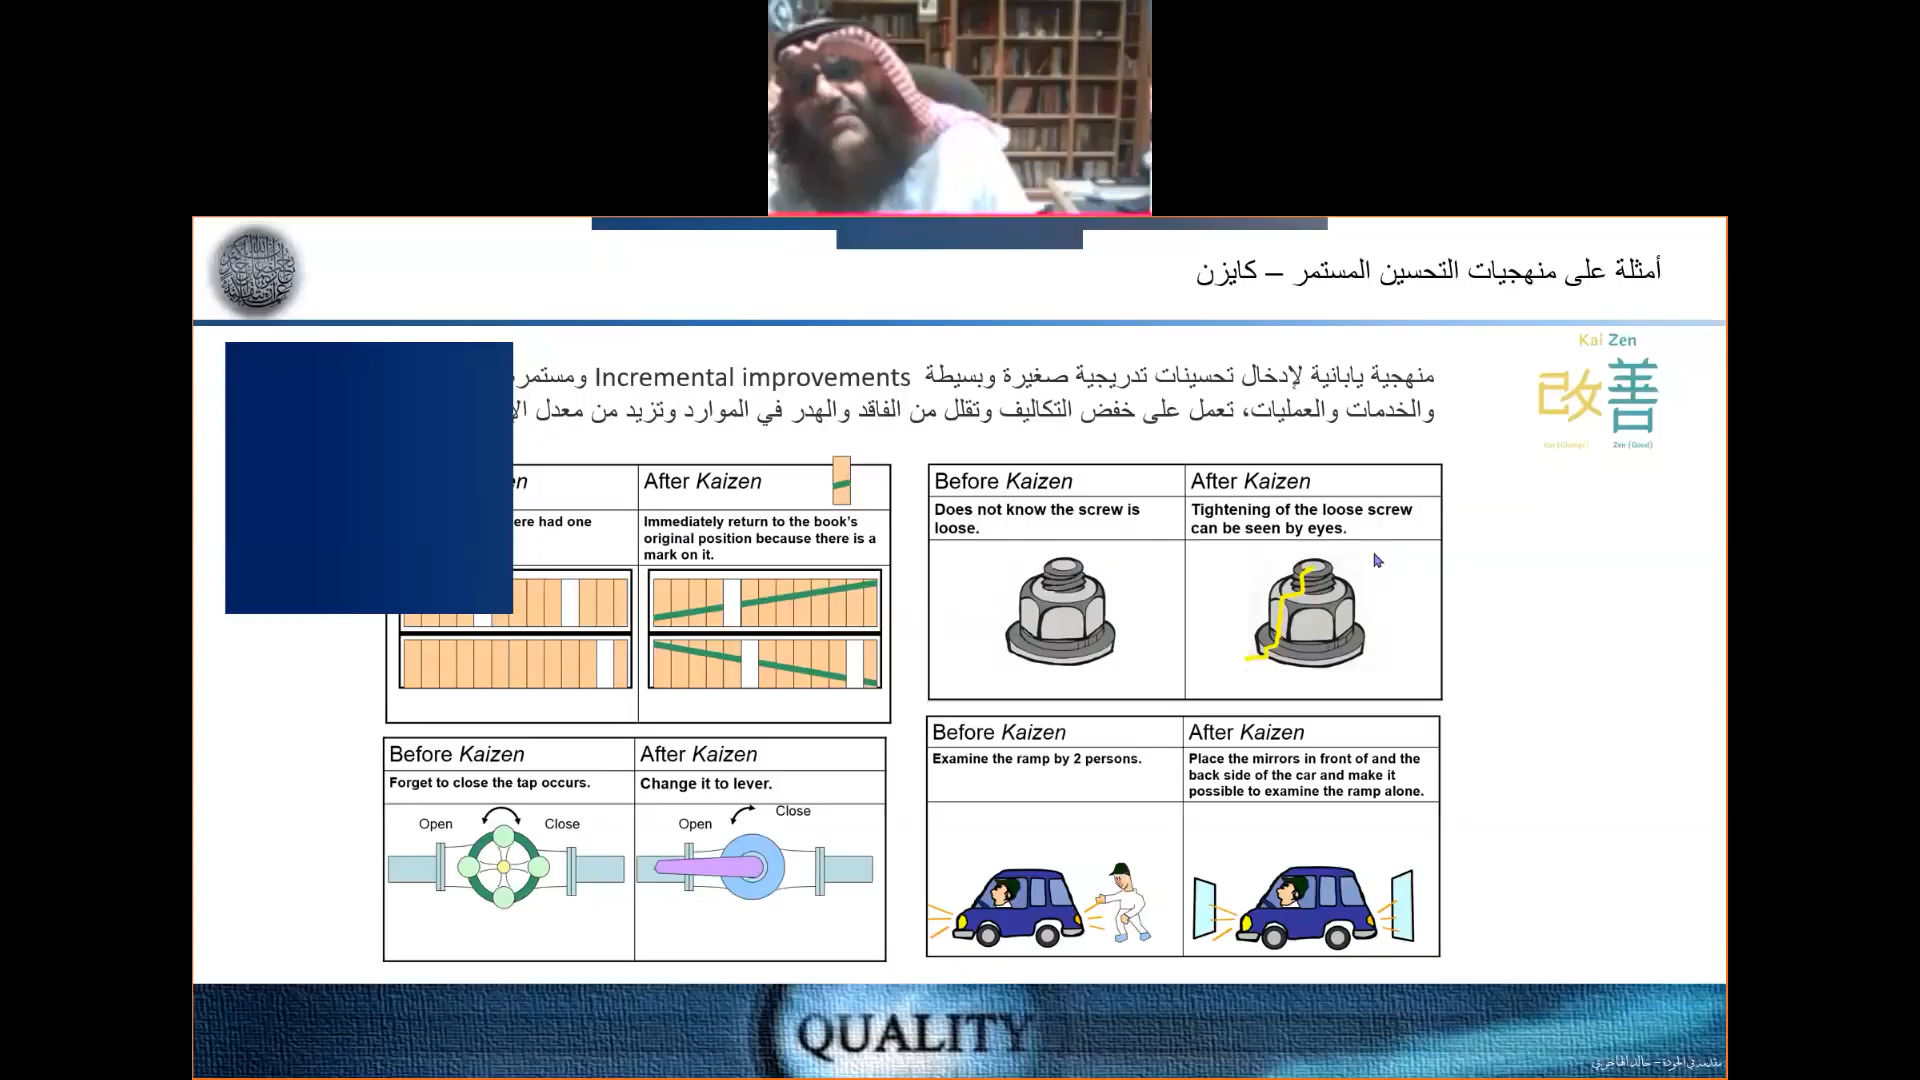 أمثلة على منهجيات التحسين المستمر – كايزن
Kai Zen
改善
Kai (Change) Zen (Good)
منهجية يابانية لإدخال تحسينات تدريجية صغيرة وبسيطة Incremental improvements ومستمر
والخدمات والعمليات، تعمل على خفض التكاليف وتقلل من الفاقد والهدر في الموارد وتزيد من معدل
After Kaizen
ere had one
Immediately return to the book's
original position because there is a
mark on it.
Before Kaizen
After Kaizen
Does not know the screw is
loose.
Tightening of the loose screw
can be seen by eyes.
Before Kaizen
After Kaizen
Forget to close the tap occurs.
Change it to lever.
Open
Close
Open
Close
Before Kaizen
After Kaizen
Examine the ramp by 2 persons.
Place the mirrors in front of and the
back side of the car and make it
possible to examine the ramp alone.
QUALITY